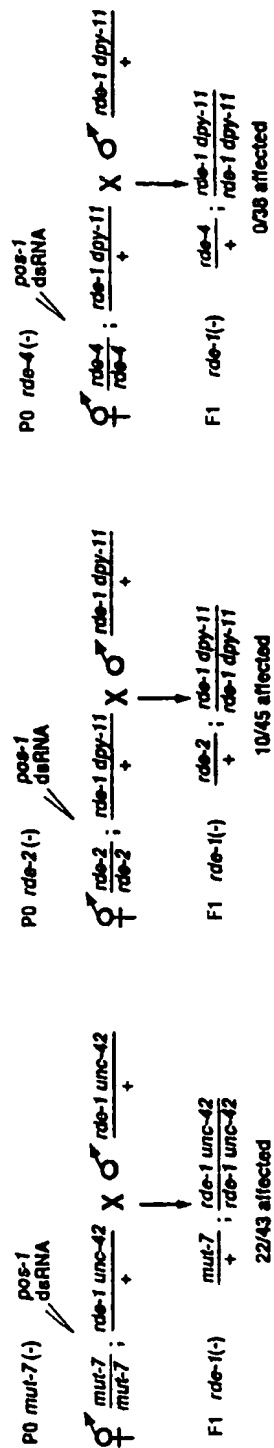 P0 mut-7(-)
pos-1
dsRNA
mut-7 ; rde-1 unc-42 X ♂ rde-1 unc-42
mut-7 + +
F1 rde-1(-) mut-7 ; rde-1 unc-42
+ rde-1 unc-42
22/43 affected
P0 rde-2(-)
pos-1
dsRNA
rde-2 ; rde-1 dpy-11 X ♂ rde-1 dpy-11
rde-2 + +
F1 rde-1(-) rde-2 ; rde-1 dpy-11
+ rde-1 dpy-11
10/45 affected
P0 rde-4(-)
pos-1
dsRNA
rde-4 ; rde-1 dpy-11 X ♂ rde-1 dpy-11
rde-4 + +
F1 rde-1(-) rde-4 ; rde-1 dpy-11
+ rde-1 dpy-11
0/38 affected